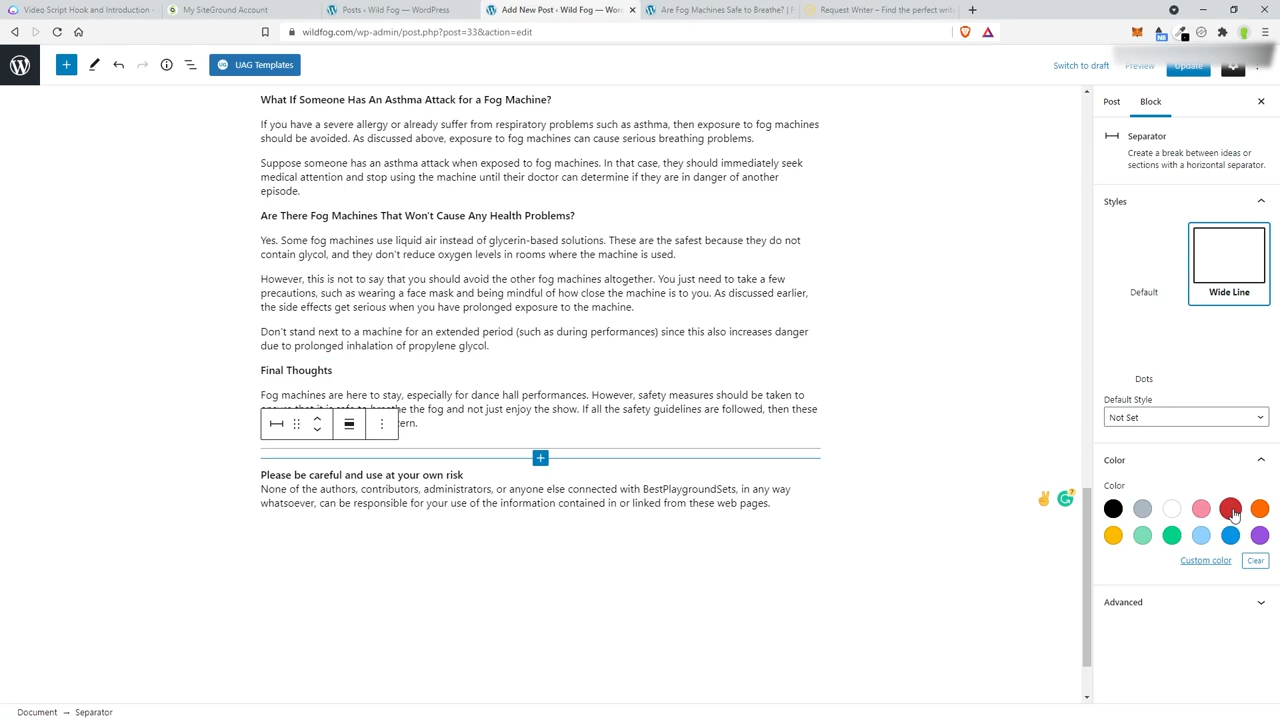 Video Script Hook and Introduction -
My SiteGround Account
Posts ‹ Wild Fog — WordPress
Add New Post ‹ Wild Fog — Wor
Are Fog Machines Safe to Breathe? | F
Request Writer – Find the perfect write
wildfog.com/wp-admin/post.php?post=33&action=edit
UAG Templates
Switch to draft
Preview
Update
What If Someone Has An Asthma Attack for a Fog Machine?
If you have a severe allergy or already suffer from respiratory problems such as asthma, then exposure to fog machines
should be avoided. As discussed above, exposure to fog machines can cause serious breathing problems.
Suppose someone has an asthma attack when exposed to fog machines. In that case, they should immediately seek
medical attention and stop using the machine until their doctor can determine if they are in danger of another
episode.
Are There Fog Machines That Won't Cause Any Health Problems?
Yes. Some fog machines use liquid air instead of glycerin-based solutions. These are the safest because they do not
contain glycol, and they don't reduce oxygen levels in rooms where the machine is used.
However, this is not to say that you should avoid the other fog machines altogether. You just need to take a few
precautions, such as wearing a face mask and being mindful of how close the machine is to you. As discussed earlier,
the side effects get serious when you have prolonged exposure to the machine.
Don't stand next to a machine for an extended period (such as during performances) since this also increases danger
due to prolonged inhalation of propylene glycol.
Final Thoughts
Fog machines are here to stay, especially for dance hall performances. However, safety measures should be taken to
ensure that it is safe to breathe the fog and not just enjoy the show. If all the safety guidelines are followed, then these
Please be careful and use at your own risk
None of the authors, contributors, administrators, or anyone else connected with BestPlaygroundSets, in any way
whatsoever, can be responsible for your use of the information contained in or linked from these web pages.
Post
Block
Separator
Create a break between ideas or
sections with a horizontal separator.
Styles
Default
Wide Line
Dots
Default Style
Not Set
Color
Color
Custom color
Clear
Advanced
Document → Separator